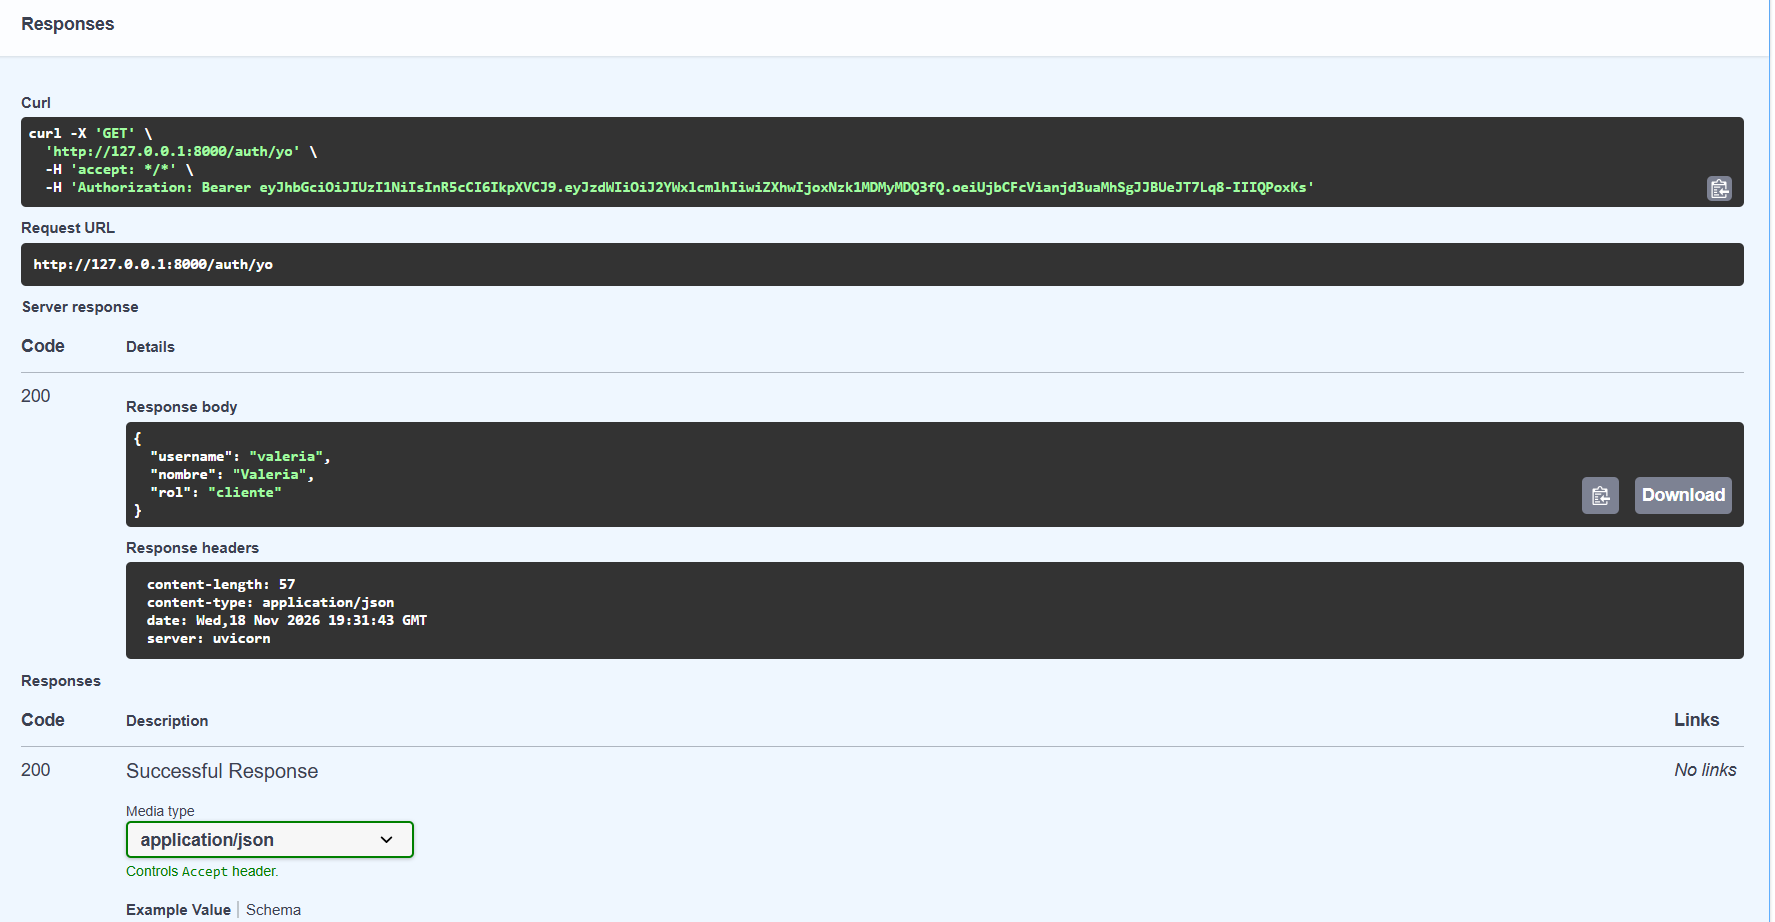 Responses
Curl
curl -X 'GET' \
'http://127.0.0.1:8000/auth/yo' \
-H 'accept: */*' \
-H 'Authorization: Bearer eyJhbGciOiJIUzI1NiIsInR5cCI6IkpXVCJ9.eyJzdWIiOiJ2YWxlcmlhIiwiZXhwIjoxNzk1MDMyMDQ3fQ.oeiUjbCFcVianjd3uaMhSgJJBUeJT7Lq8-IIIQPoxKs'
Request URL
http://127.0.0.1:8000/auth/yo
Server response
Code Details
200
Response body
{
"username": "valeria",
"nombre": "Valeria",
"rol": "cliente"
}
Download
Response headers
content-length: 57
content-type: application/json
date: Wed,18 Nov 2026 19:31:43 GMT
server: uvicorn
Responses
Code Description Links
200 Successful Response No links
Media type
application/json
Controls Accept header.
Example Value Schema